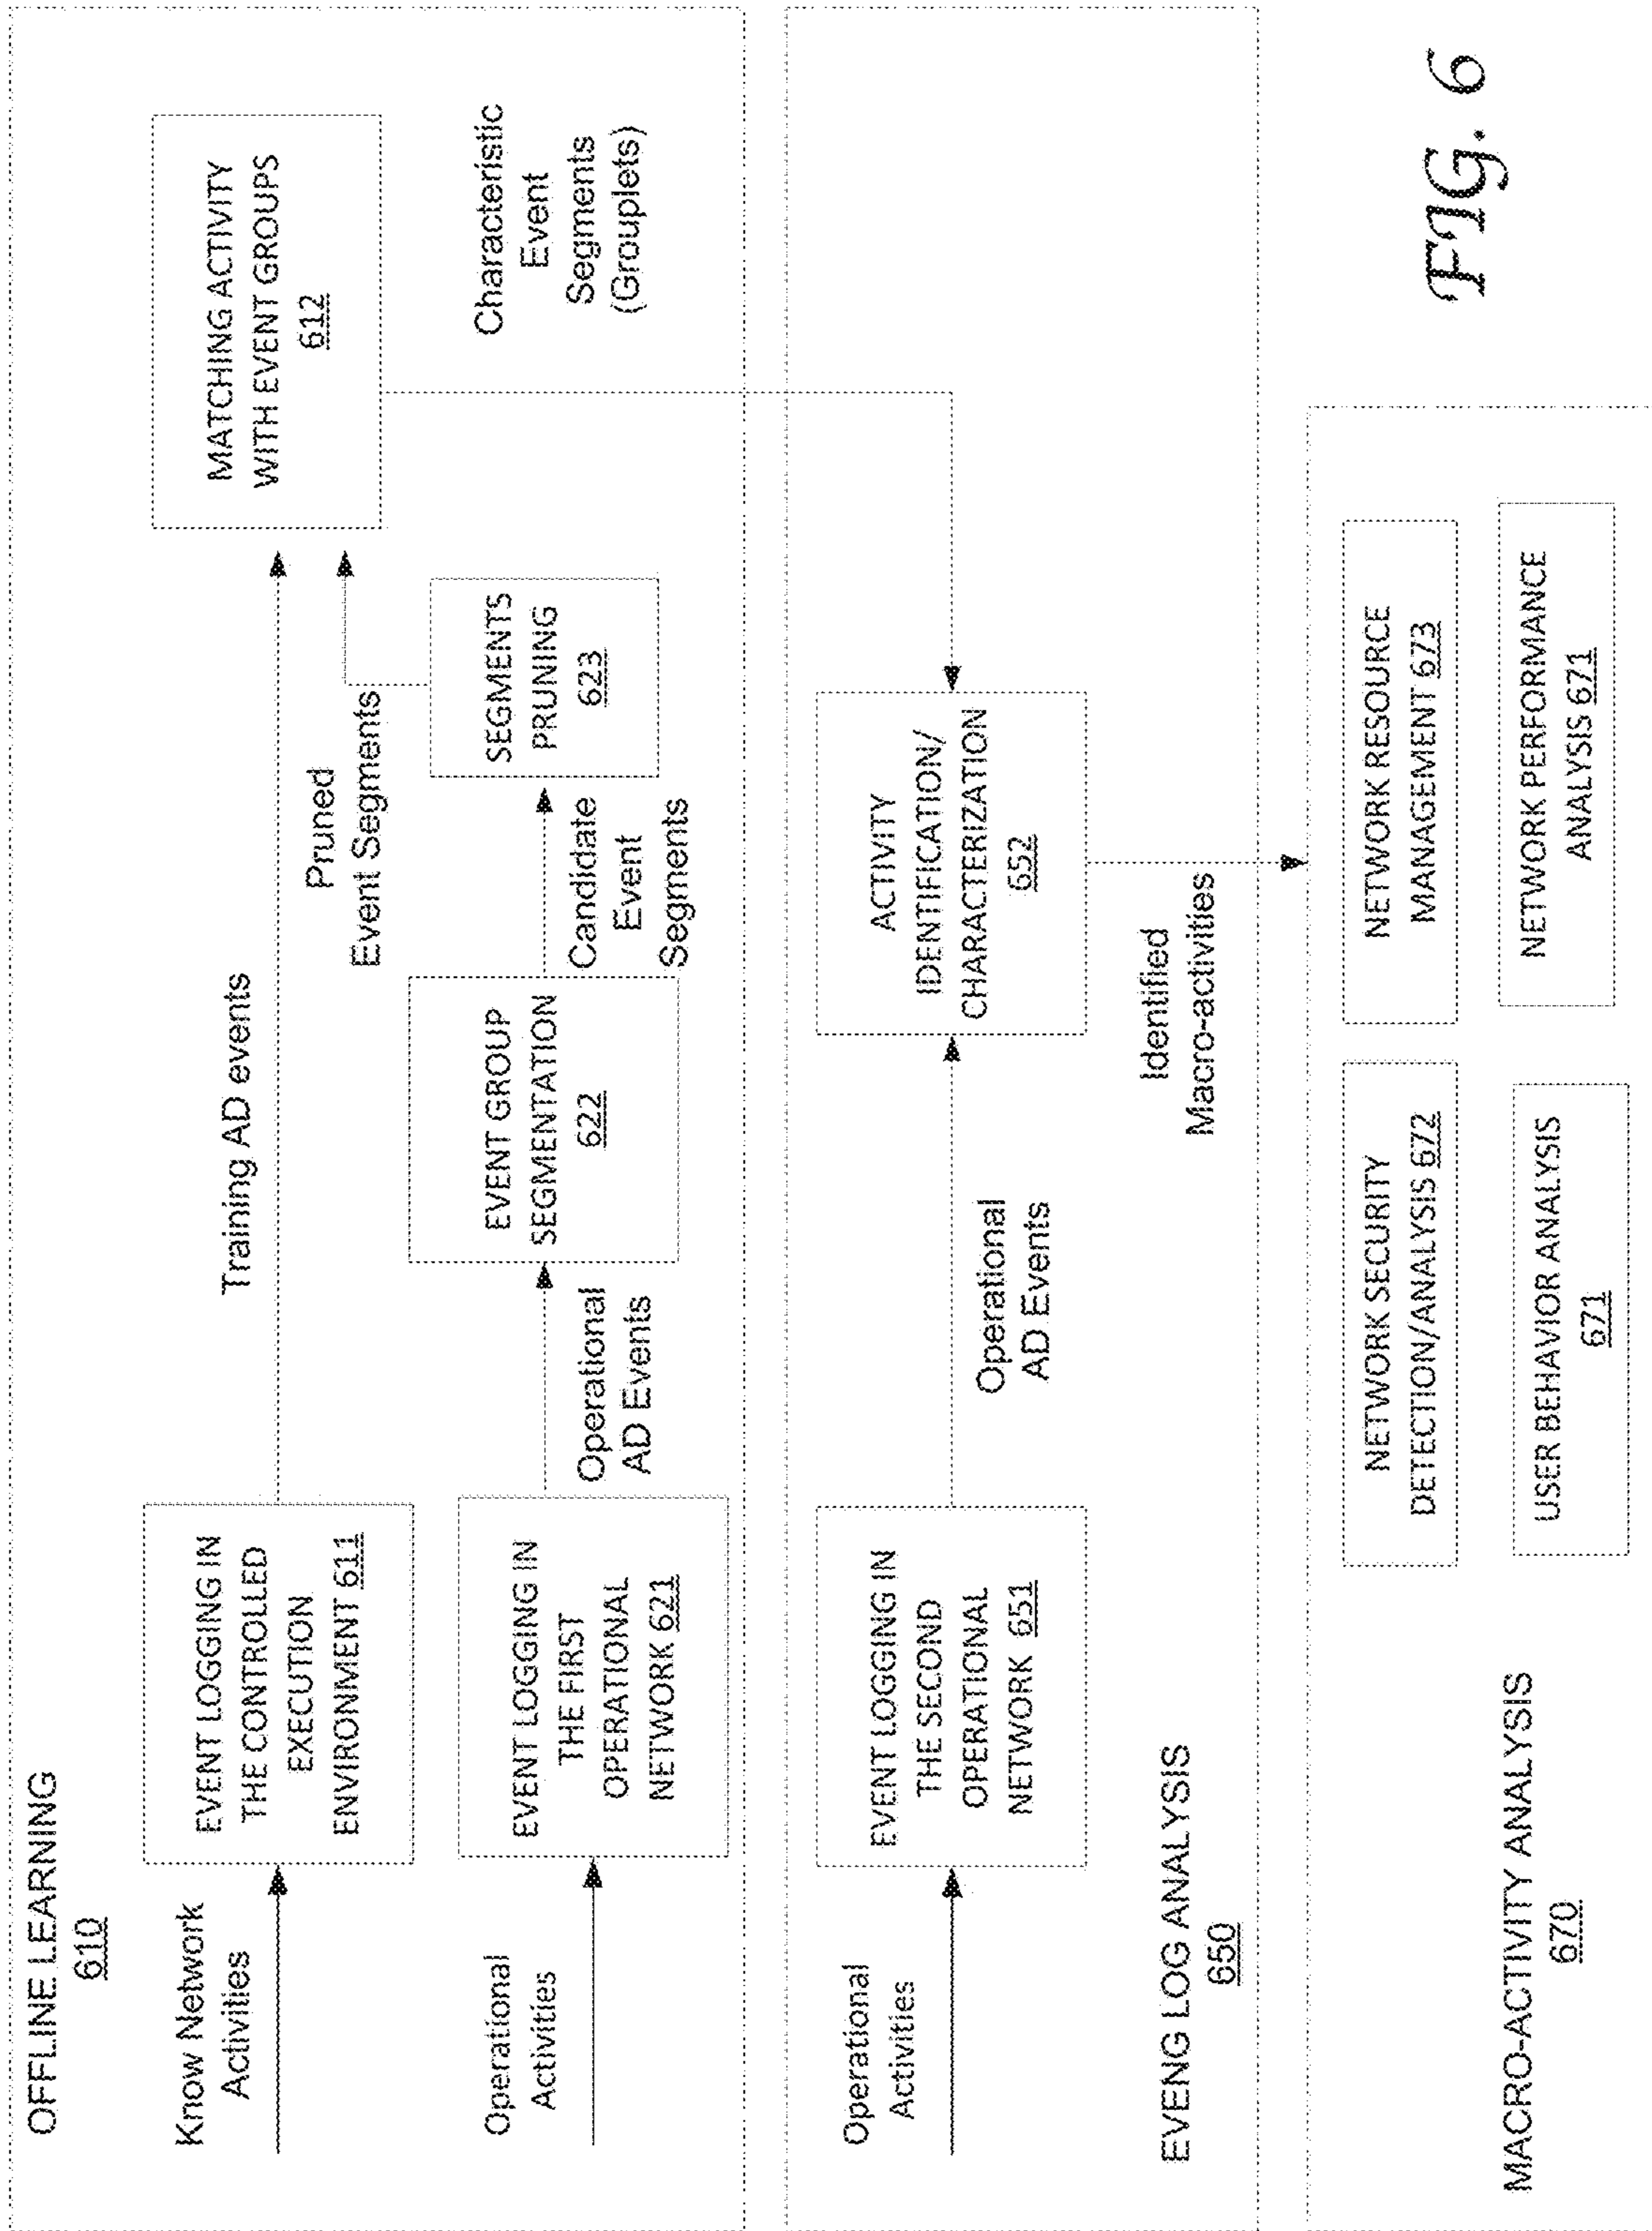 OFFLINE LEARNING
610
Know Network
Activities
EVENT LOGGING IN
THE CONTROLLED
EXECUTION
ENVIRONMENT 611
Training AD events
MATCHING ACTIVITY
WITH EVENT GROUPS
612
Operational
Activities
EVENT LOGGING IN
THE FIRST
OPERATIONAL
NETWORK 621
Operational
AD Events
EVENT GROUP
SEGMENTATION
622
Candidate
Event
Segments
SEGMENTS
PRUNING
623
Pruned
Event Segments
Characteristic
Event
Segments
(Grouplets)
Operational
Activities
EVENT LOGGING IN
THE SECOND
OPERATIONAL
NETWORK 651
Operational
AD Events
ACTIVITY
IDENTIFICATION/
CHARACTERIZATION
652
Identified
Macro-activities
EVENG LOG ANALYSIS
650
MACRO-ACTIVITY ANALYSIS
670
NETWORK SECURITY
DETECTION/ANALYSIS 672
NETWORK RESOURCE
MANAGEMENT 673
USER BEHAVIOR ANALYSIS
671
NETWORK PERFORMANCE
ANALYSIS 671
FIG. 6